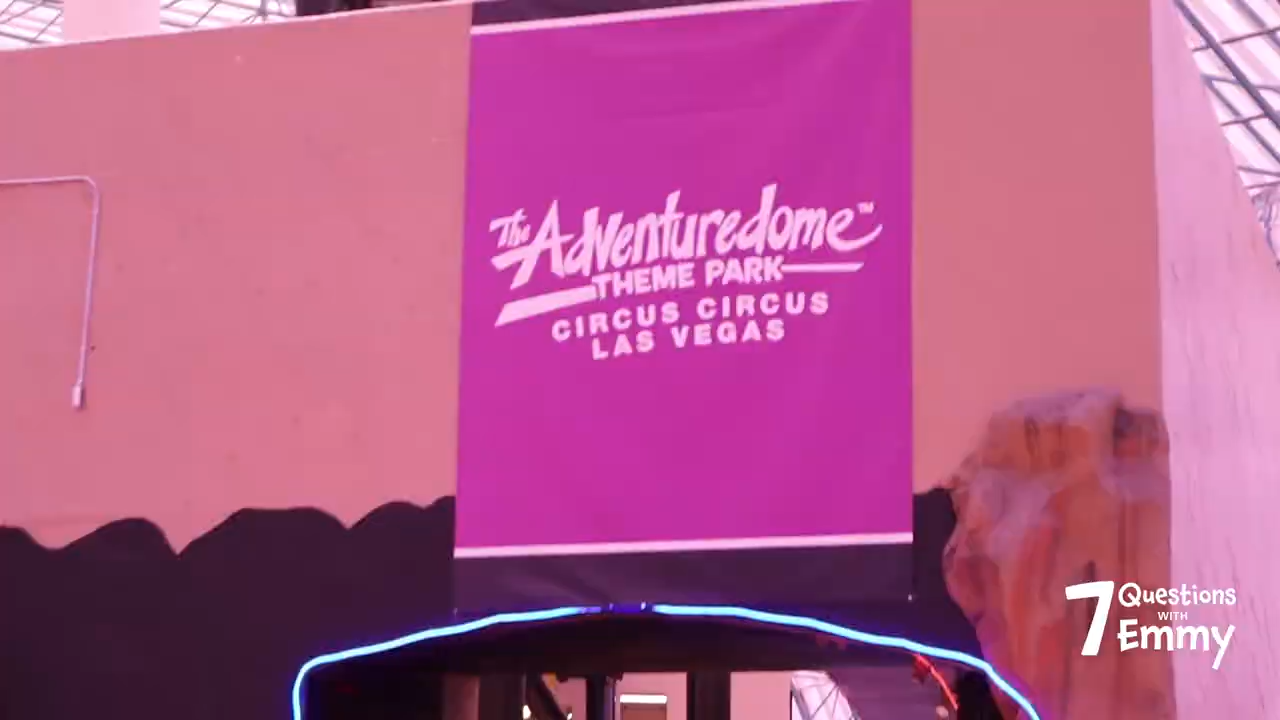 The Adventuredome™
THEME PARK
CIRCUS CIRCUS
LAS VEGAS
7 Questions
WITH
Emmy